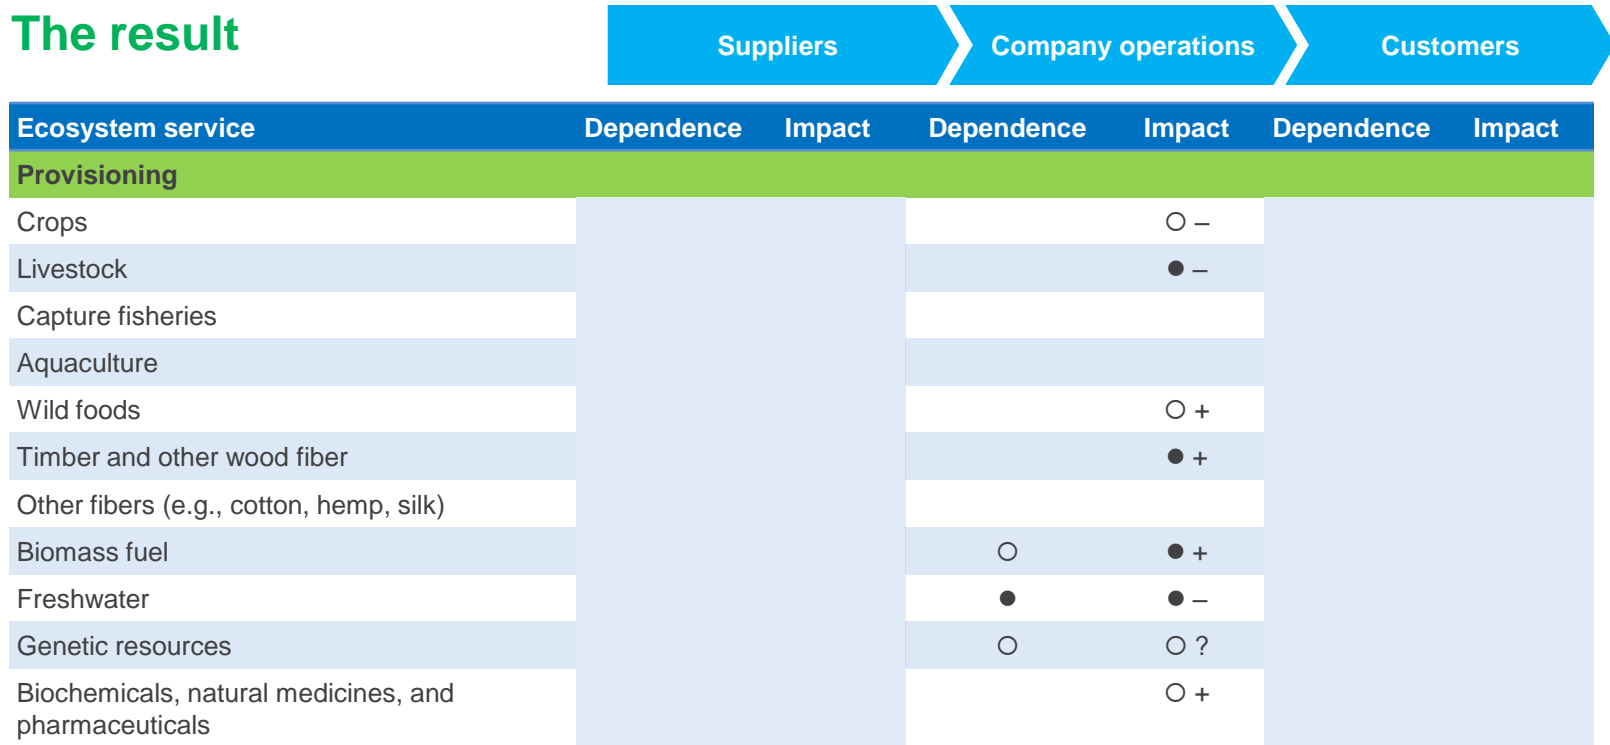 The result
Suppliers Company operations Customers
Ecosystem service Dependence Impact Dependence Impact Dependence Impact
Provisioning
Crops ○ –
Livestock ● –
Capture fisheries
Aquaculture
Wild foods ○ +
Timber and other wood fiber ● +
Other fibers (e.g., cotton, hemp, silk)
Biomass fuel ○ ● +
Freshwater ● ● –
Genetic resources ○ ○ ?
Biochemicals, natural medicines, and ○ +
pharmaceuticals